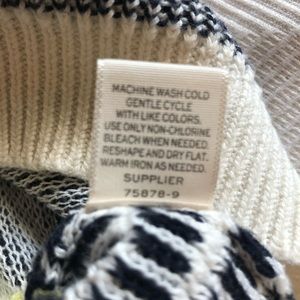 MACHINE WASH COLD
GENTLE CYCLE
WITH LIKE COLORS.
USE ONLY NON-CHLORINE
BLEACH WHEN NEEDED.
RESHAPE AND DRY FLAT.
WARM IRON AS NEEDED.
SUPPLIER
75878-9